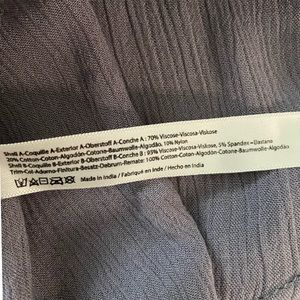 Shell A-Coquille A-Exterior A-Oberstoff A-Conche A : 70% Viscose-Viscosa-Viskose
20% Cotton-Coton-Algodón-Cotone-Baumwolle-Algodão, 10% Nylon
Shell B-Coquille B-Exterior B-Oberstoff B-Conche B : 95% Viscose-Viscosa-Viskose, 5% Spandex
Trim-Col-Adorno-Finitura-Besatz-Debrum-Remate: 100% Cotton-Coton-Algodón-Cotone-Baumwolle-Algodão
Made in India / Fabriqué en Inde / Hecho en India